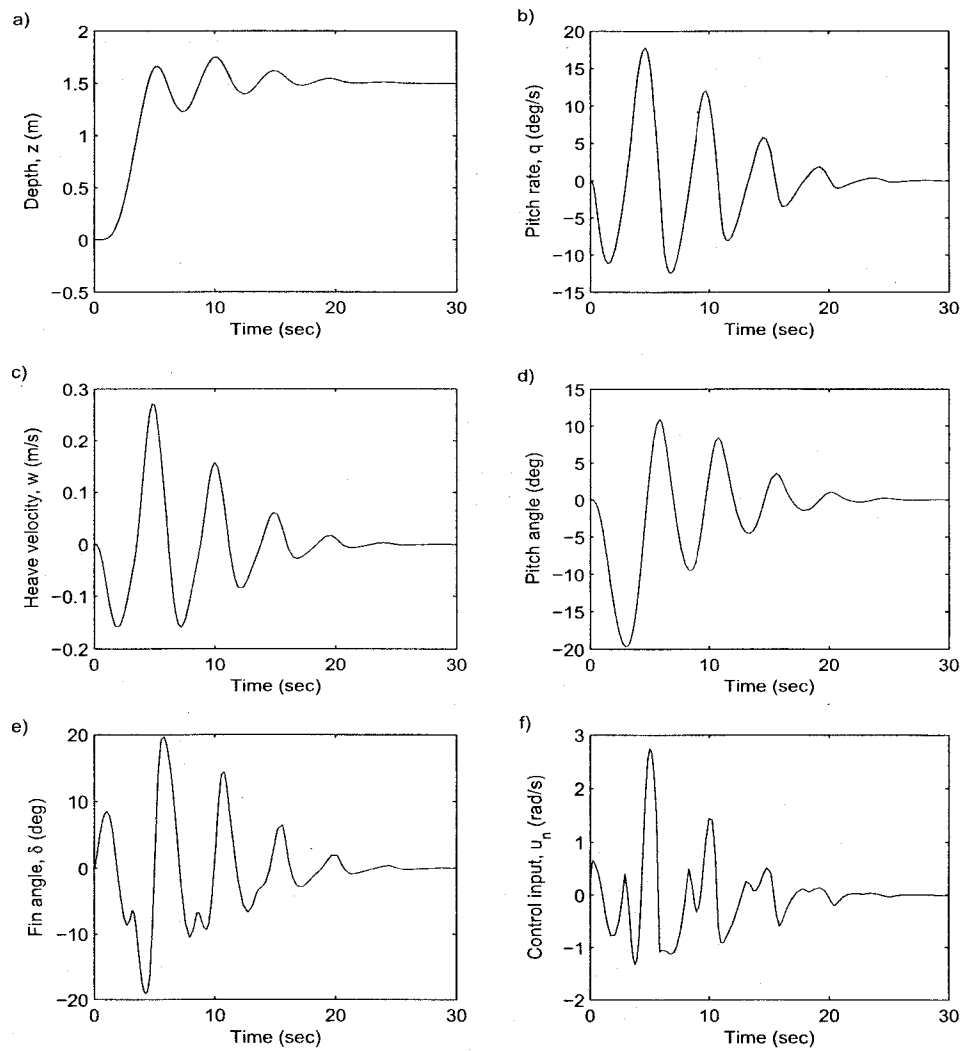 a)
2
1.5
1
0.5
0
−0.5
Depth, z (m)
0 10 20 30
Time (sec)
b)
20
15
10
5
0
−5
−10
−15
Pitch rate, q (deg/s)
0 10 20 30
Time (sec)
c)
0.3
0.2
0.1
0
−0.1
−0.2
Heave velocity, w (m/s)
0 10 20 30
Time (sec)
d)
15
10
5
0
−5
−10
−15
−20
Pitch angle (deg)
0 10 20 30
Time (sec)
e)
20
10
0
−10
−20
Fin angle, δ (deg)
0 10 20 30
Time (sec)
f)
3
2
1
0
−1
−2
Control input, u_n (rad/s)
0 10 20 30
Time (sec)